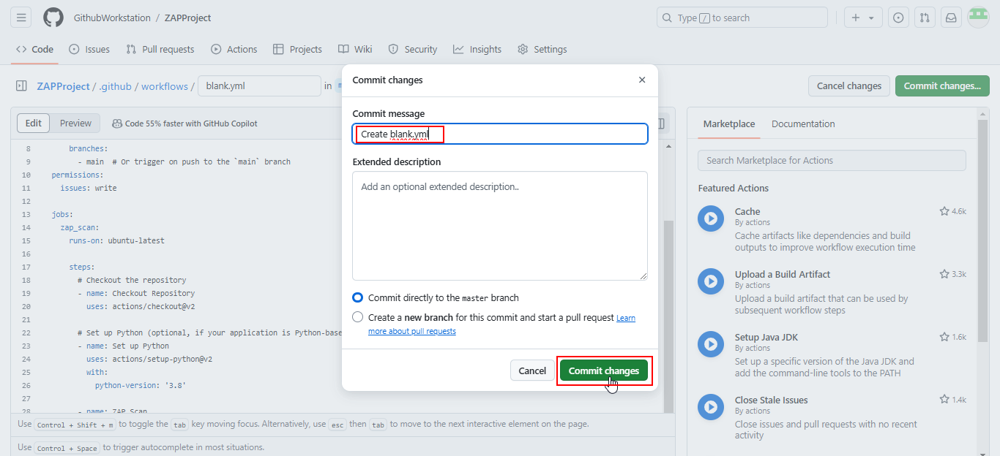 GithubWorkstation / ZAPProject
Type / to search
Code
Issues
Pull requests
Actions
Projects
Wiki
Security
Insights
Settings
ZAPProject / .github / workflows / blank.yml in
Cancel changes
Commit changes...
Edit
Preview
Code 55% faster with GitHub Copilot
8 branches:
9 - main # Or trigger on push to the `main` branch
10 permissions:
11 issues: write
12
13 jobs:
14 zap_scan:
15 runs-on: ubuntu-latest
16
17 steps:
18 # Checkout the repository
19 - name: Checkout Repository
20 uses: actions/checkout@v2
21
22 # Set up Python (optional, if your application is Python-base
23 - name: Set up Python
24 uses: actions/setup-python@v2
25 with:
26 python-version: '3.8'
27
28 - name: ZAP Scan
Use Control + Shift + m to toggle the tab key moving focus. Alternatively, use esc then tab to move to the next interactive element on the page.
Use Control + Space to trigger autocomplete in most situations.
Commit changes
Commit message
Create blank.yml
Extended description
Add an optional extended description..
Commit directly to the master branch
Create a new branch for this commit and start a pull request Learn
more about pull requests
Cancel
Commit changes
Marketplace
Documentation
Search Marketplace for Actions
Featured Actions
Cache
4.6k
By actions
Cache artifacts like dependencies and build
outputs to improve workflow execution time
Upload a Build Artifact
3.3k
By actions
Upload a build artifact that can be used by
subsequent workflow steps
Setup Java JDK
1.6k
By actions
Set up a specific version of the Java JDK and
add the command-line tools to the PATH
Close Stale Issues
1.4k
By actions
Close issues and pull requests with no recent
activity